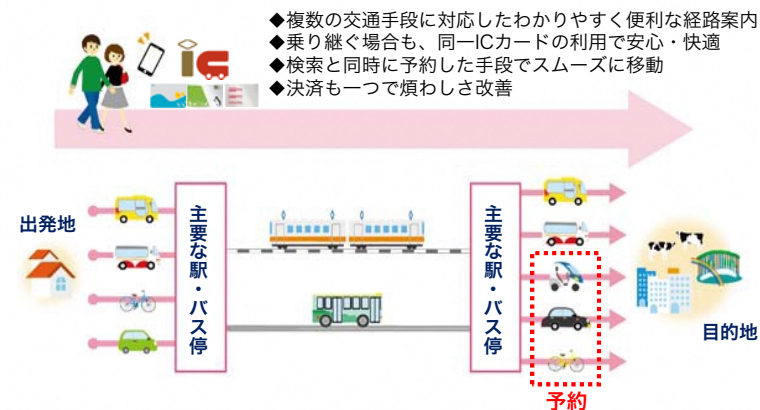 ◆複数の交通手段に対応したわかりやすく便利な経路案内
◆乗り継ぐ場合も、同一ICカードの利用で安心・快適
◆検索と同時に予約した手段でスムーズに移動
◆決済も一つで煩わしさ改善
ic
出発地
主要な駅・バス停
主要な駅・バス停
目的地
予約